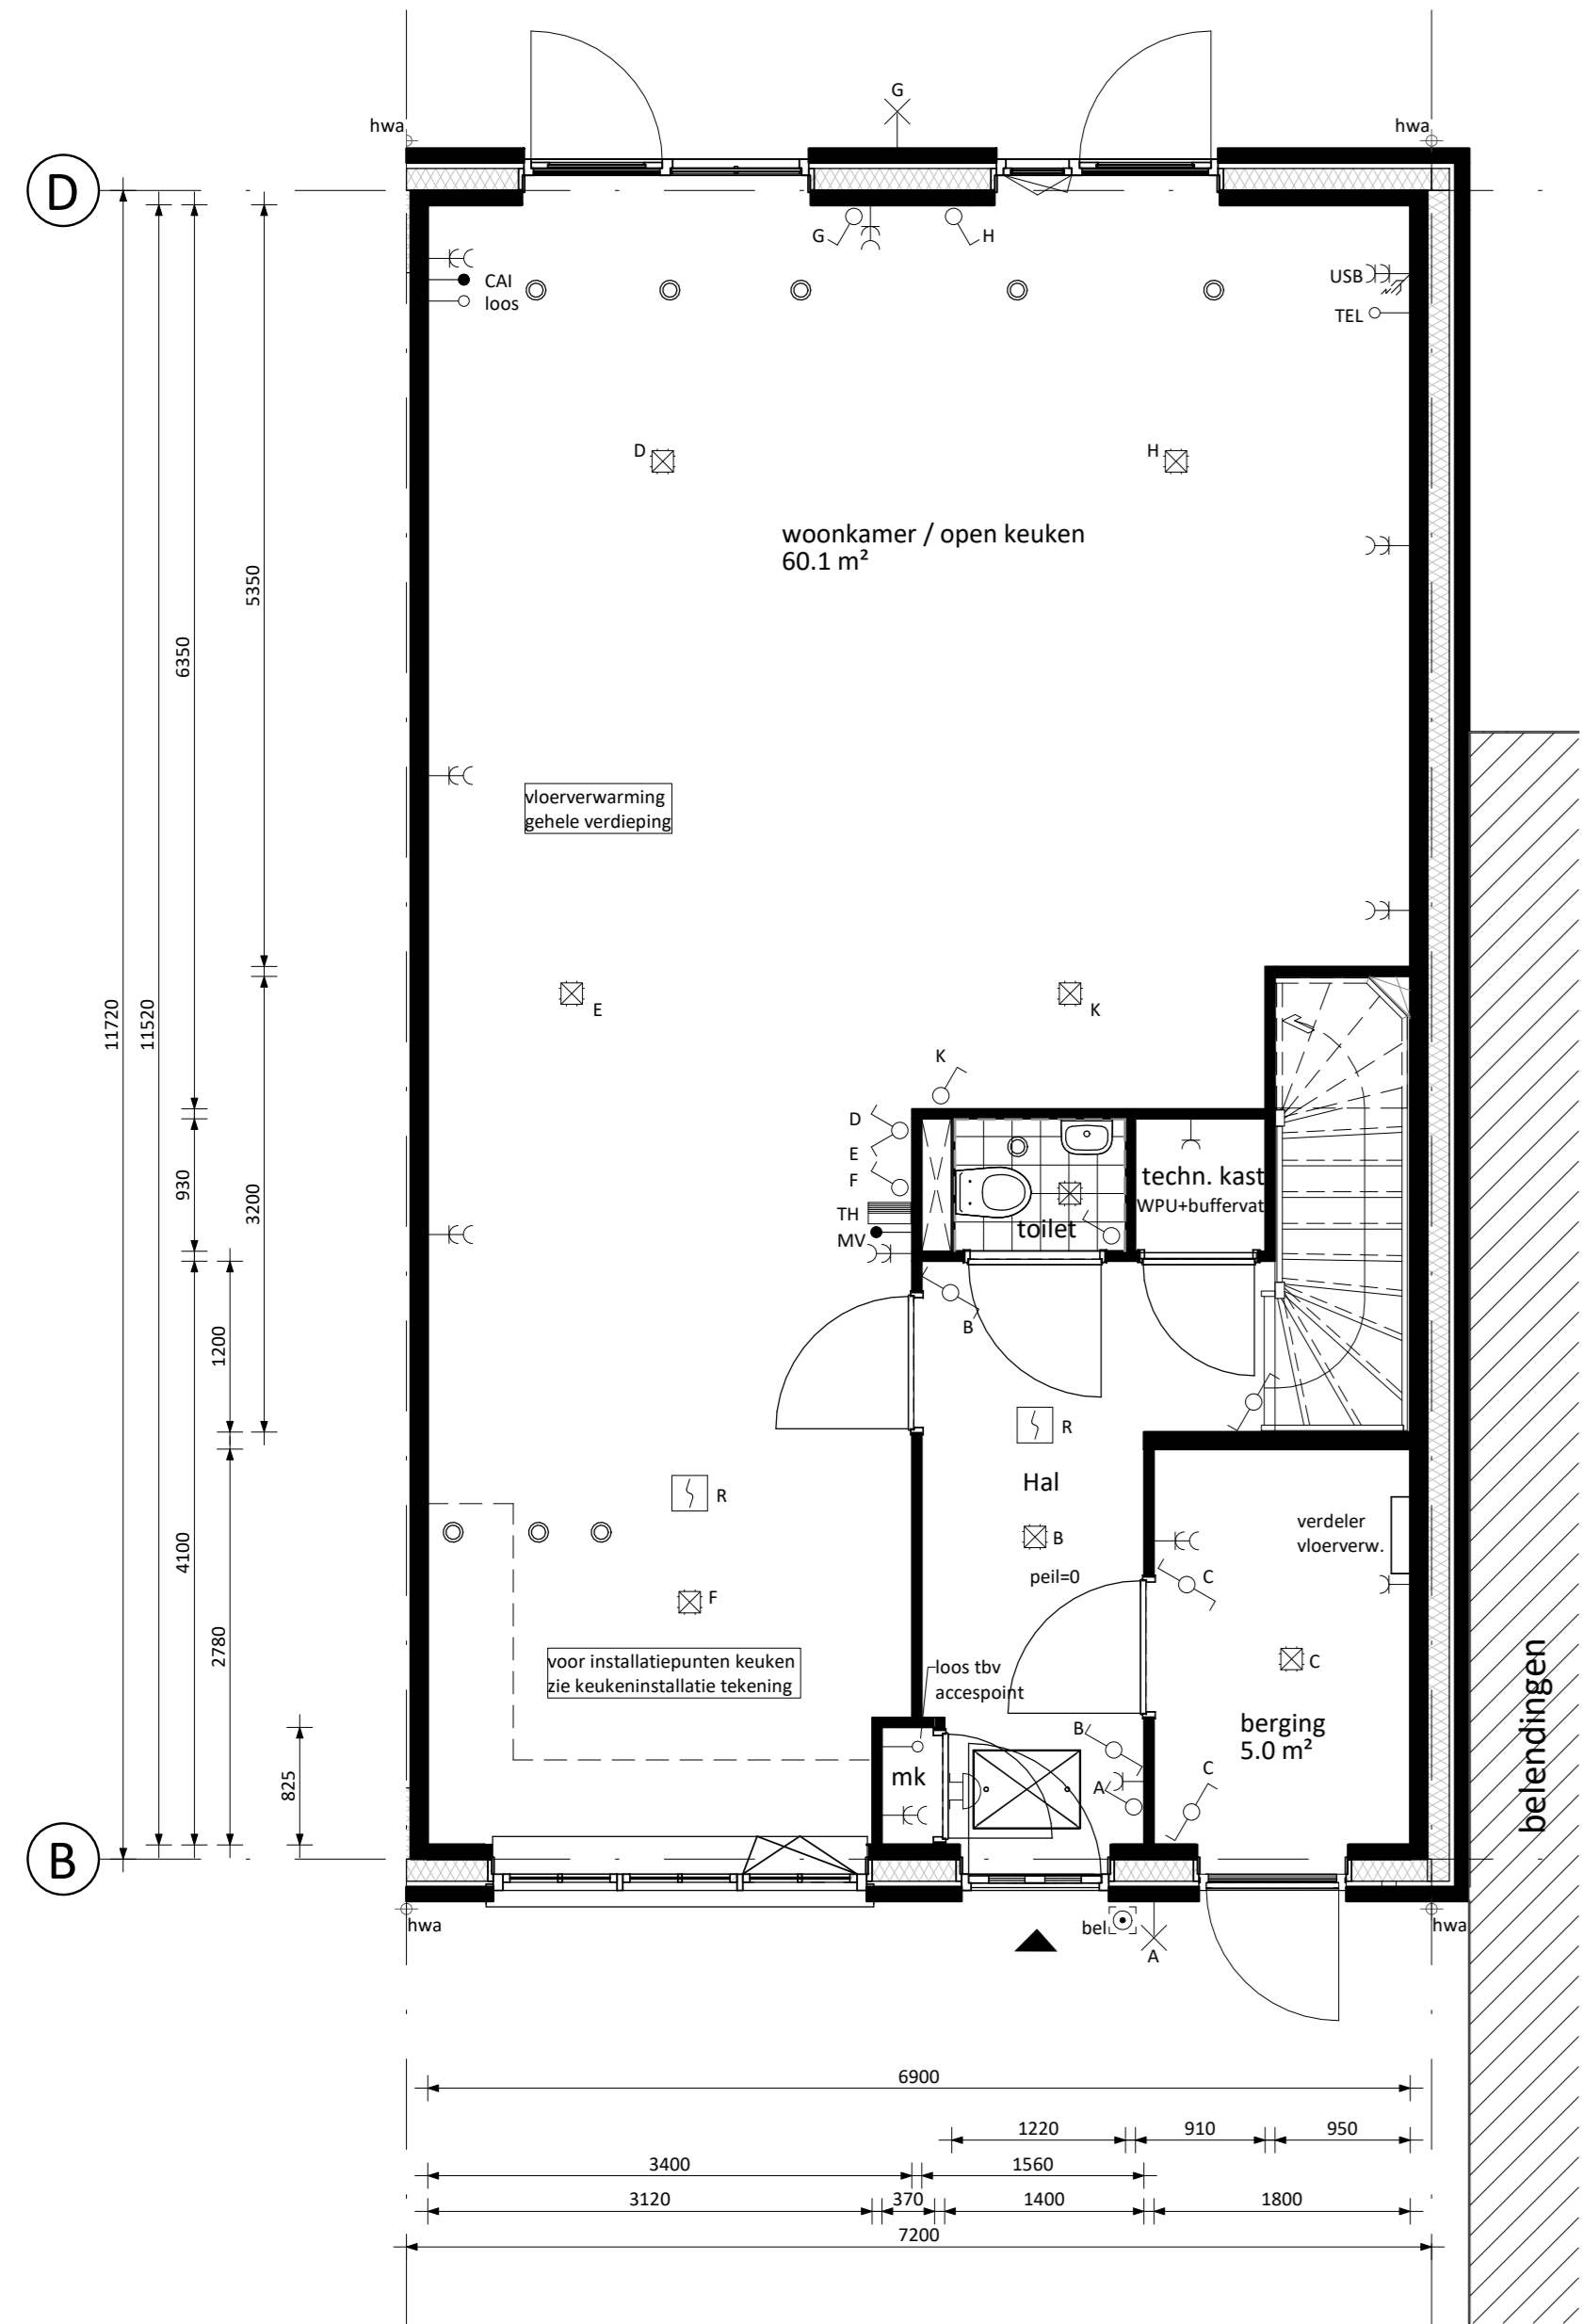 G
hwa
hwa
D
G
H
CAI
loos
USB
TEL
D
H
woonkamer / open keuken
60.1 m²
5350
6350
vloerverwarming
gehele verdieping
11720
11520
E
K
K
D
E
F
TH
MV
930
3200
techn. kast
WPU+buffervat
toilet
B
1200
R
R
Hal
verdeler
vloerverw.
4100
B
peil=0
C
F
2780
voor installatiepunten keuken
zie keukeninstallatie tekening
loos tbv
accespoint
C
berging
5.0 m²
belendingen
B
C
825
mk
A
B
hwa
bel
A
hwa
6900
1220
910
950
3400
1560
3120
370
1400
1800
7200